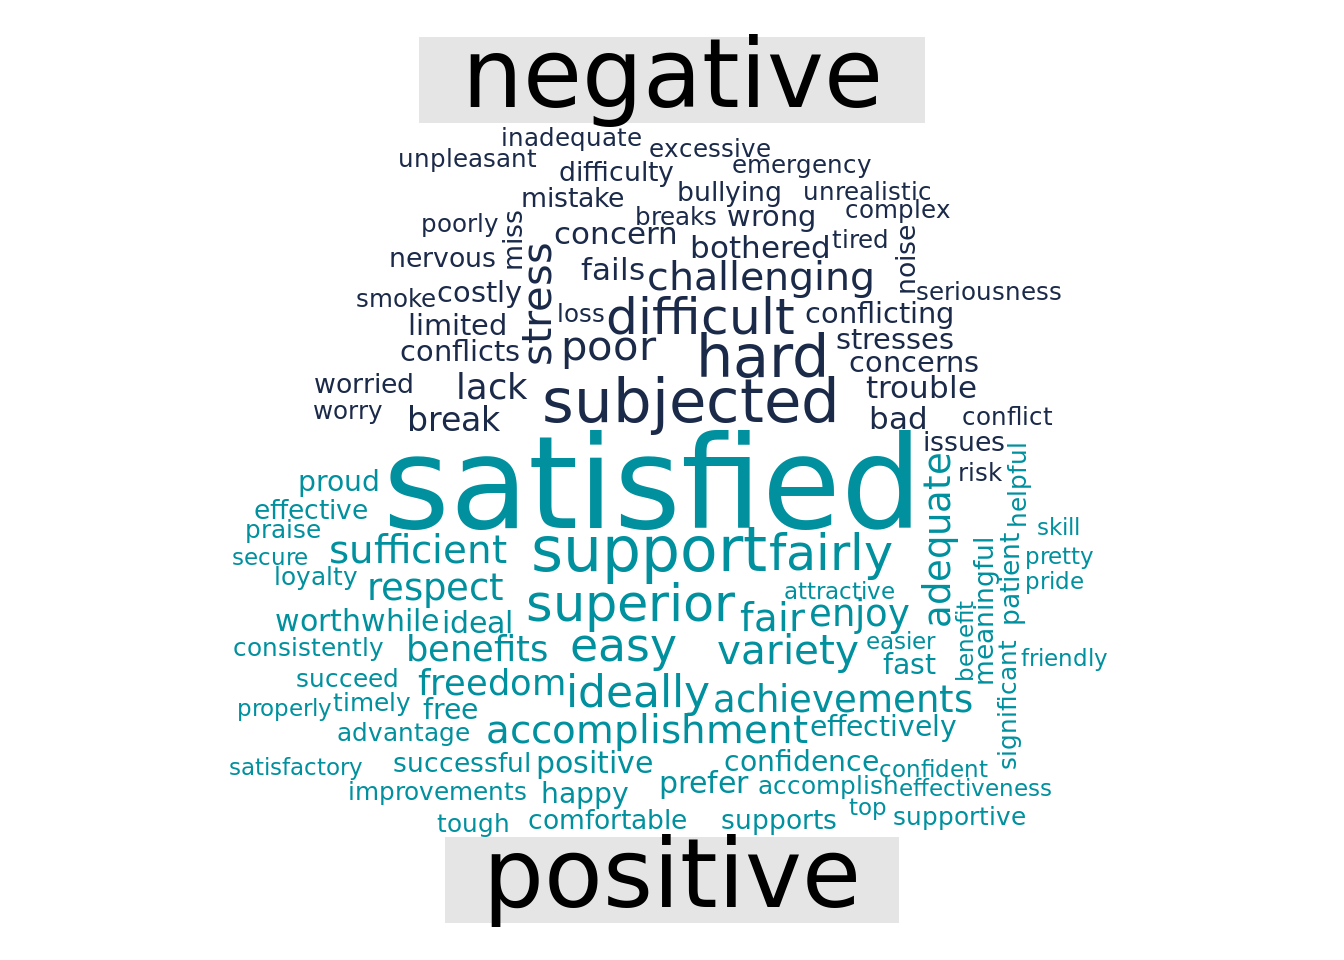 negative
inadequate
excessive
unpleasant
emergency
difficulty
bullying
unrealistic
mistake
complex
breaks
wrong
poorly
miss
concern
tired
bothered
noise
nervous
fails
challenging
stress
seriousness
smoke
costly
loss
difficult
conflicting
limited
stresses
conflicts
poor
hard
concerns
worried
lack
trouble
subjected
worry
break
bad
conflict
issues
satisfied
risk
helpful
proud
adequate
effective
praise
skill
sufficient
support
fairly
secure
pretty
loyalty
respect
meaningful
patient
pride
attractive
superior
fair
enjoy
worthwhile
ideal
benefit
consistently
benefits
easy
variety
easier
fast
friendly
succeed
freedom
ideally
achievements
significant
properly
timely
free
advantage
accomplishment
effectively
satisfactory
successful
positive
confidence
confident
improvements
happy
prefer
accomplish
effectiveness
top
tough
comfortable
supports
supportive
positive